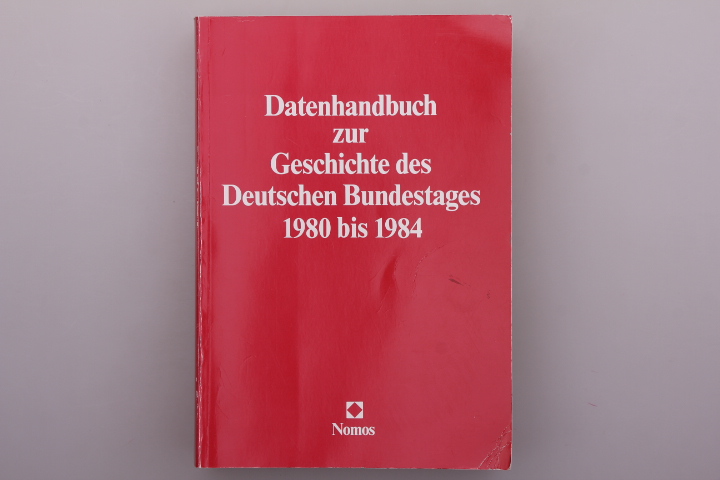 Datenhandbuch
zur
Geschichte des
Deutschen Bundestages
1980 bis 1984
Nomos